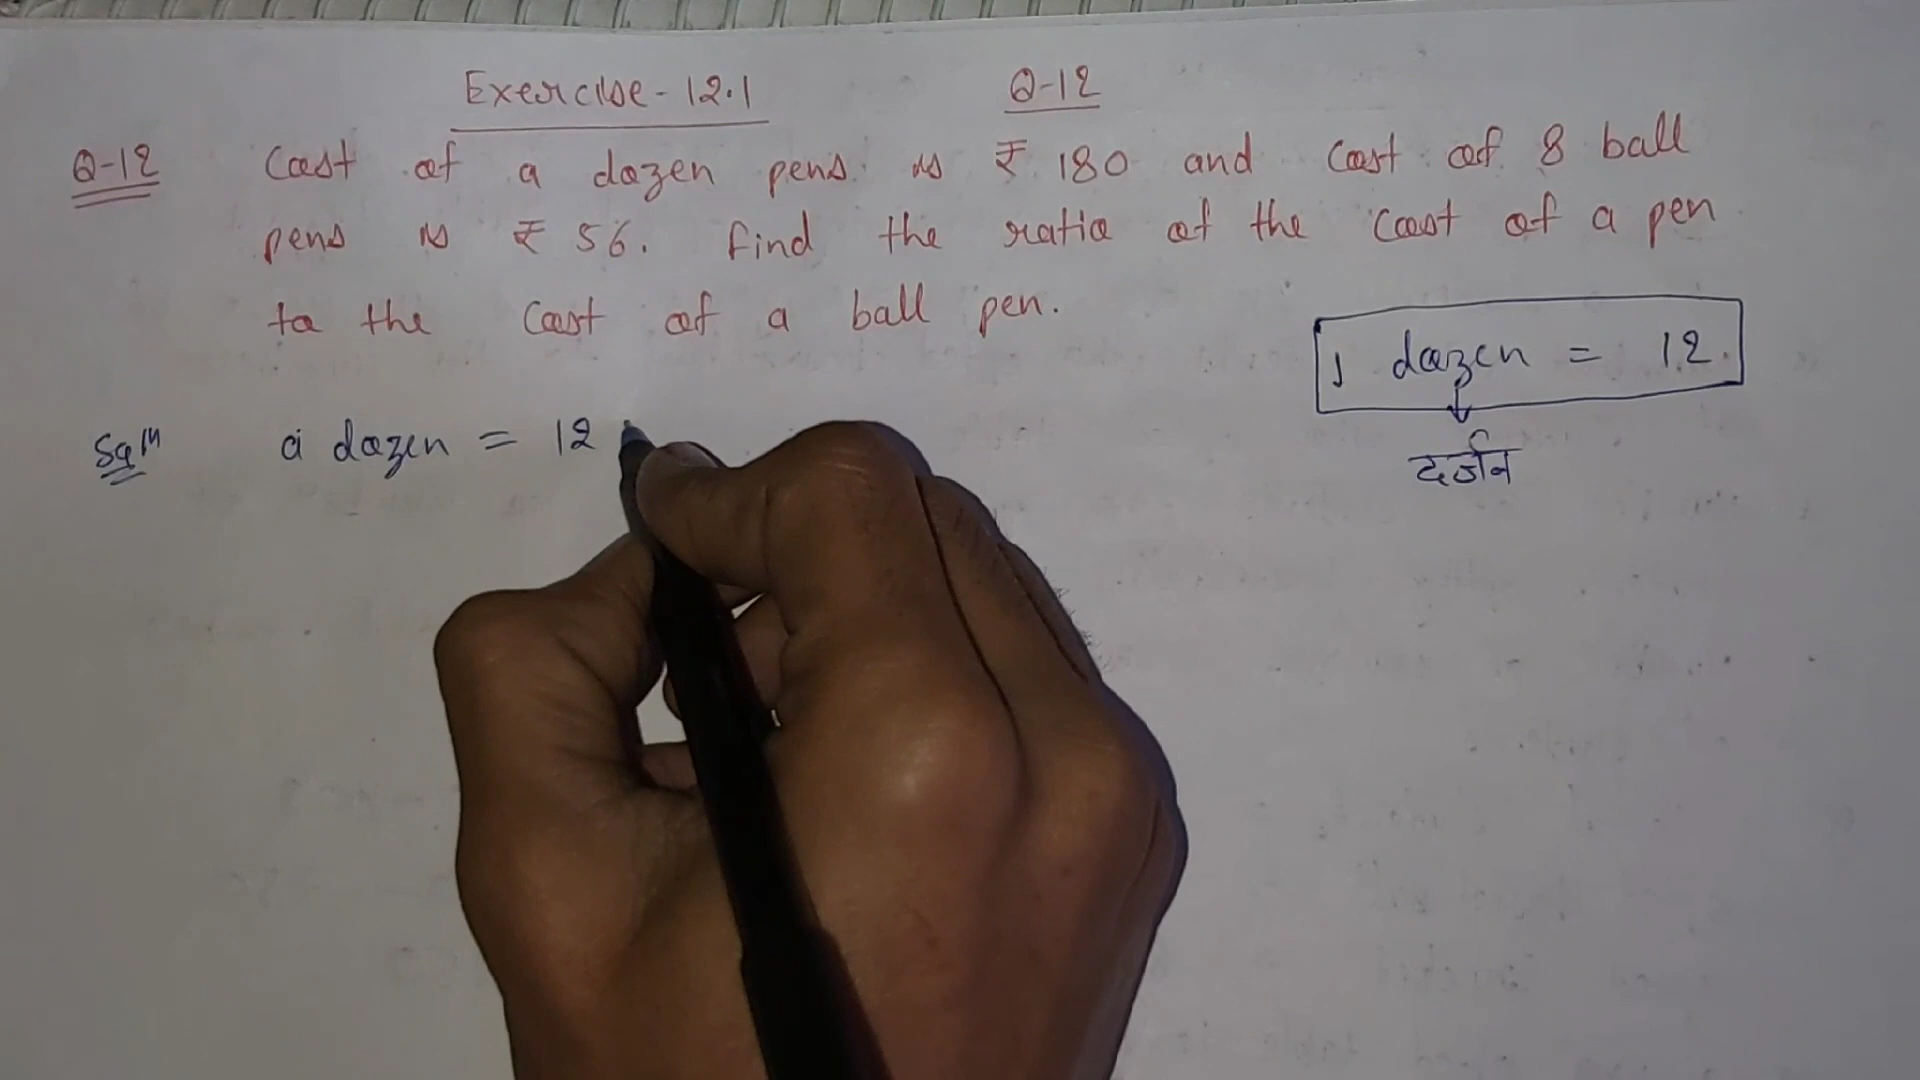 Exercise - 12.1 Q-12
Q-12 Cost of a dozen pens is ₹ 180 and cost of 8 ball
pens is ₹ 56. Find the ratio of the cost of a pen
to the cost of a ball pen.
1 dozen = 12.
दर्जन
Solⁿ a dozen = 12